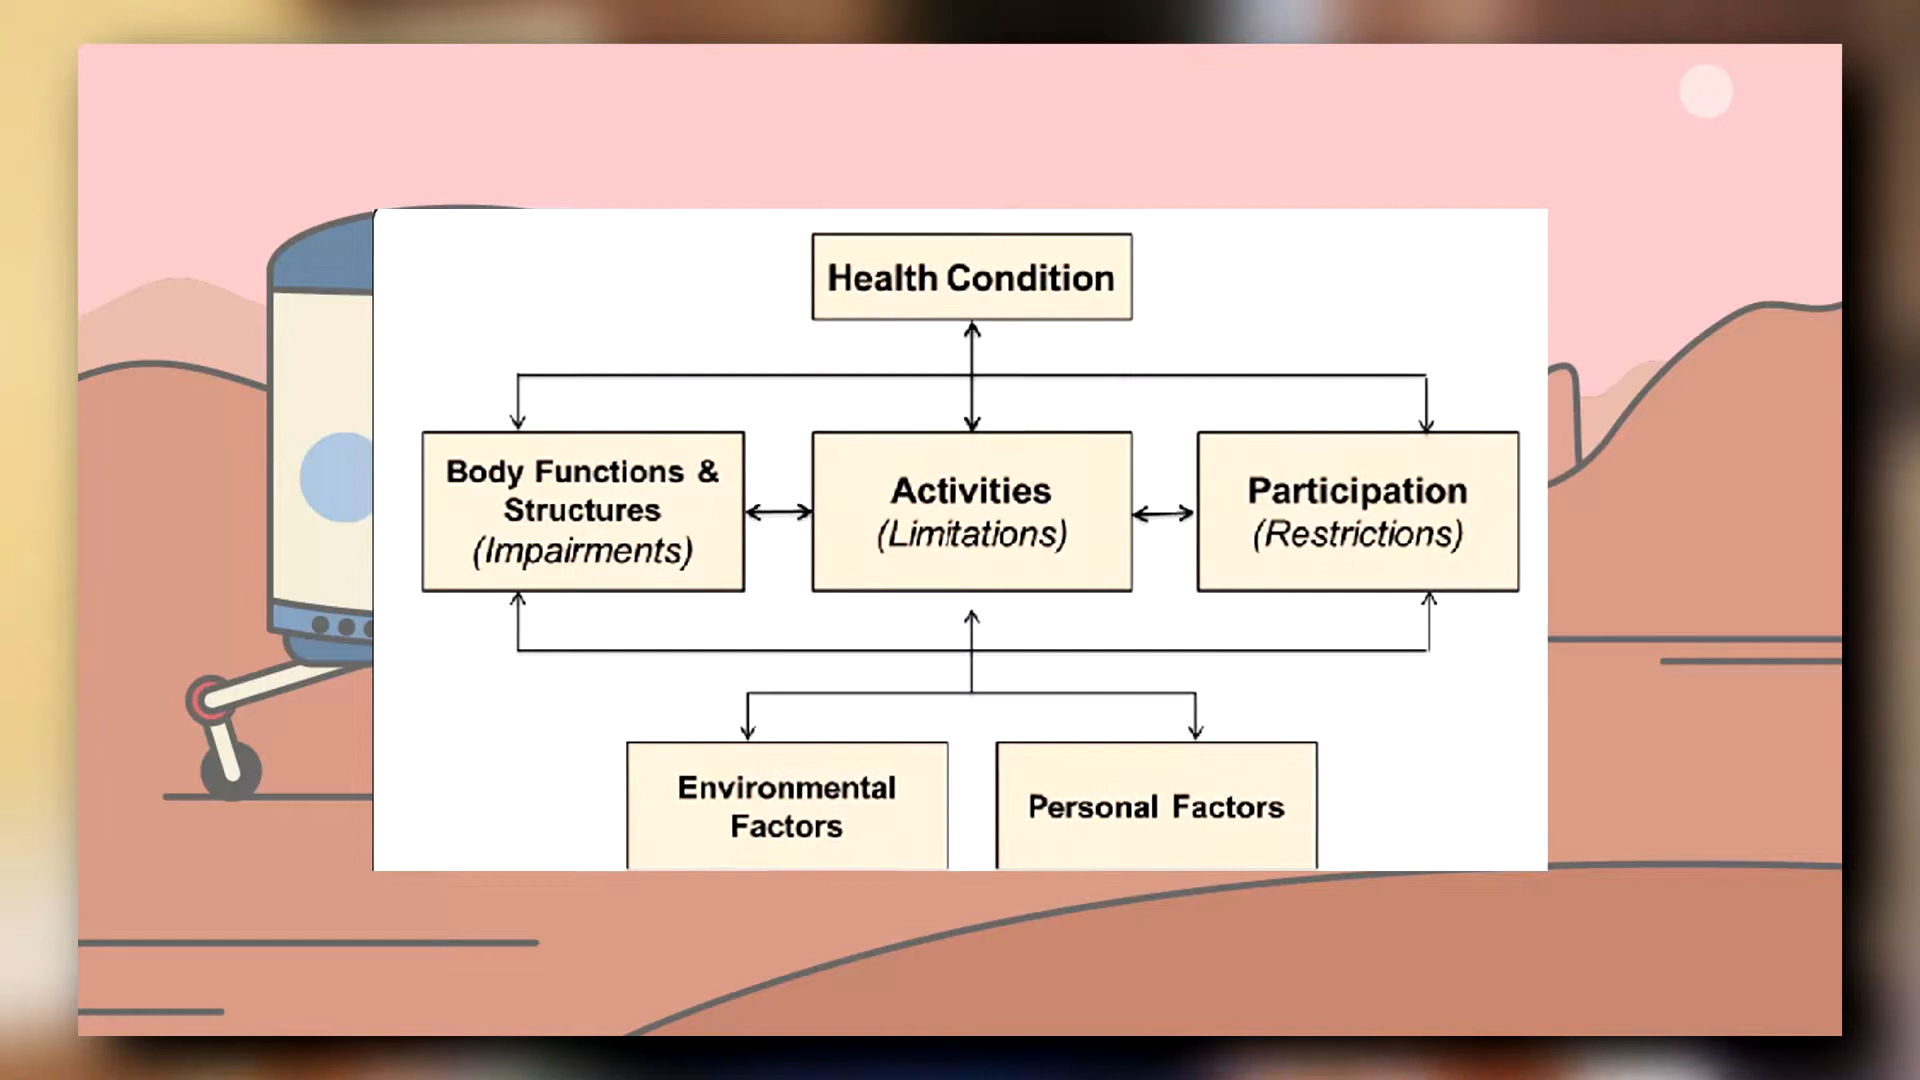 Health Condition
Body Functions &
Structures
(Impairments)
Activities
(Limitations)
Participation
(Restrictions)
Environmental
Factors
Personal Factors